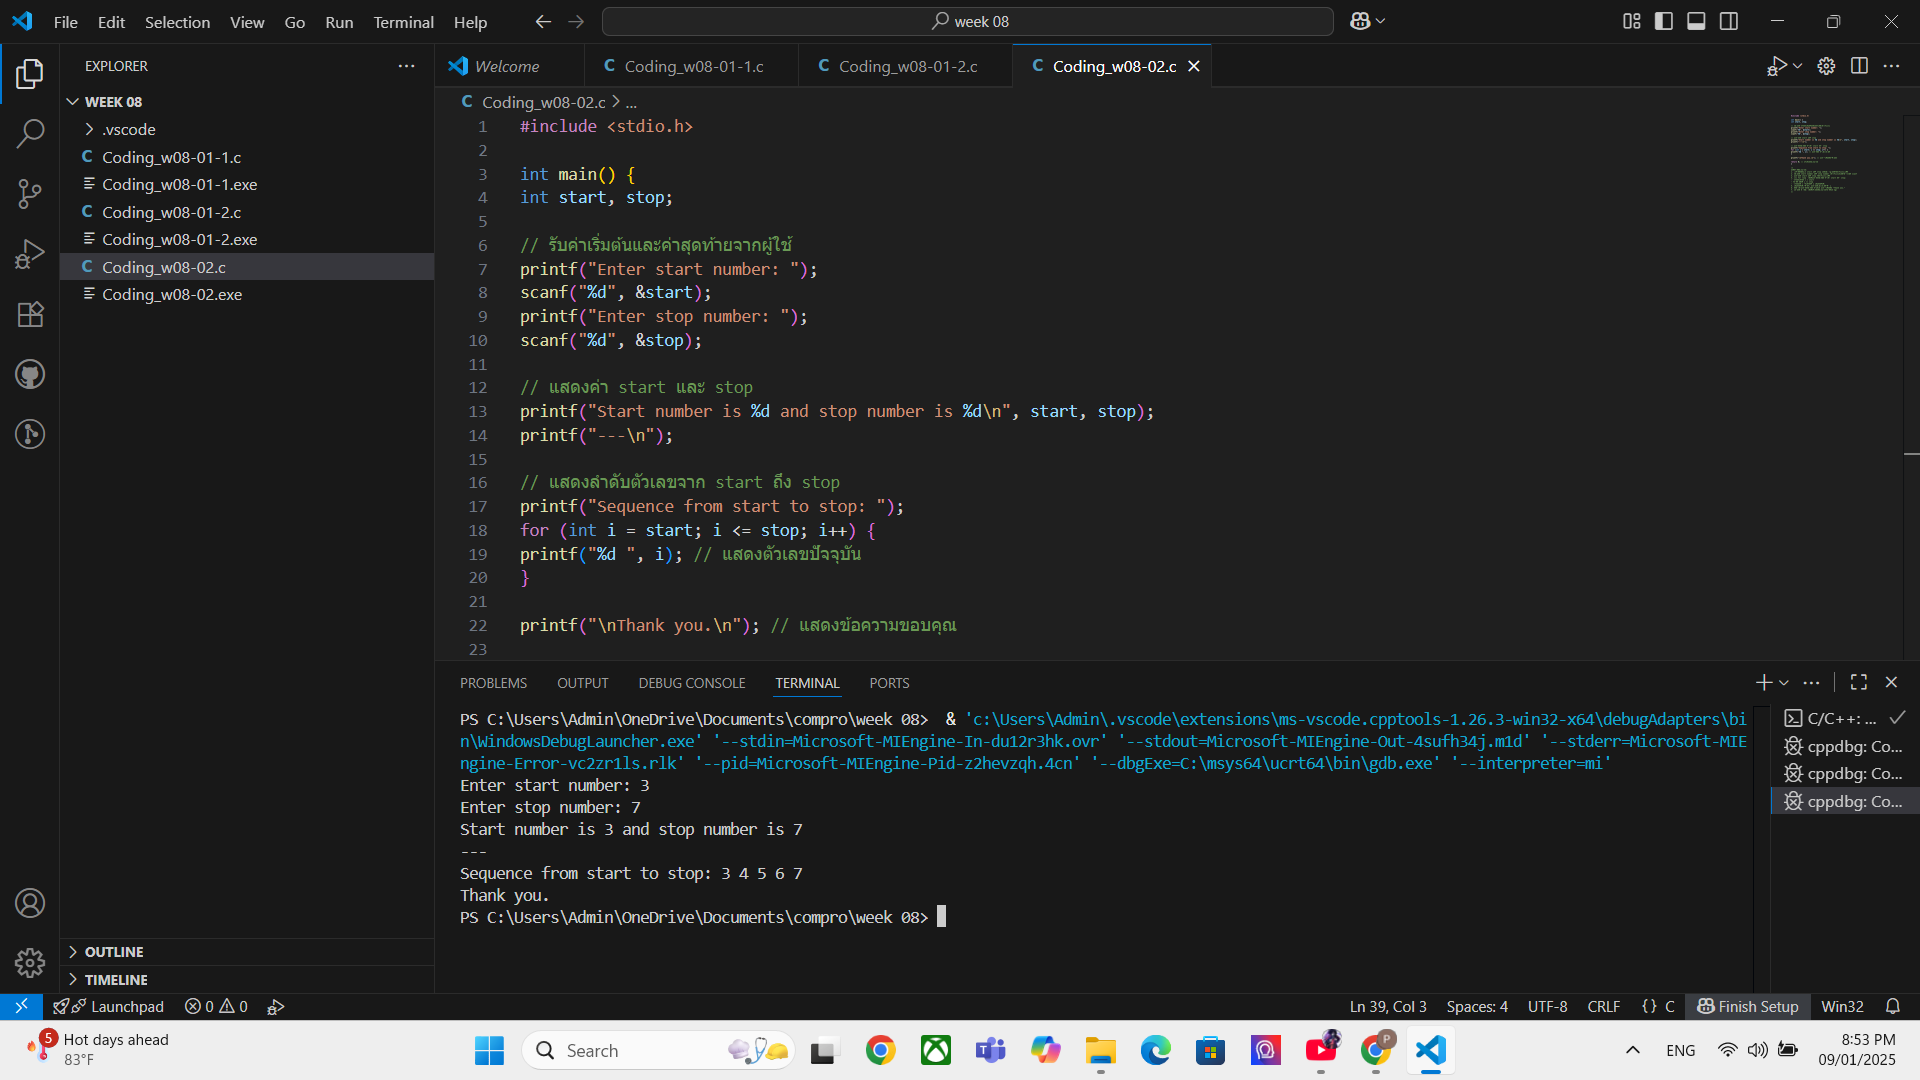 File Edit Selection View Go Run Terminal Help
week 08
EXPLORER
WEEK 08
.vscode
C Coding_w08-01-1.c
Coding_w08-01-1.exe
C Coding_w08-01-2.c
Coding_w08-01-2.exe
C Coding_w08-02.c
Coding_w08-02.exe
OUTLINE
TIMELINE
Welcome C Coding_w08-01-1.c C Coding_w08-01-2.c C Coding_w08-02.c
C Coding_w08-02.c > ...
1 #include <stdio.h>
2
3 int main() {
4 int start, stop;
5
6 // รับค่าเริ่มต้นและค่าสุดท้ายจากผู้ใช้
7 printf("Enter start number: ");
8 scanf("%d", &start);
9 printf("Enter stop number: ");
10 scanf("%d", &stop);
11
12 // แสดงค่า start และ stop
13 printf("Start number is %d and stop number is %d\n", start, stop);
14 printf("---\n");
15
16 // แสดงลำดับตัวเลขจาก start ถึง stop
17 printf("Sequence from start to stop: ");
18 for (int i = start; i <= stop; i++) {
19 printf("%d ", i); // แสดงตัวเลขปัจจุบัน
20 }
21
22 printf("\nThank you.\n"); // แสดงข้อความขอบคุณ
23
PROBLEMS OUTPUT DEBUG CONSOLE TERMINAL PORTS
PS C:\Users\Admin\OneDrive\Documents\compro\week 08>  & 'c:\Users\Admin\.vscode\extensions\ms-vscode.cpptools-1.26.3-win32-x64\debugAdapters\bi
n\WindowsDebugLauncher.exe' '--stdin=Microsoft-MIEngine-In-du12r3hk.ovr' '--stdout=Microsoft-MIEngine-Out-4sufh34j.m1d' '--stderr=Microsoft-MIE
ngine-Error-vc2zr1ls.rlk' '--pid=Microsoft-MIEngine-Pid-z2hevzqh.4cn' '--dbgExe=C:\msys64\ucrt64\bin\gdb.exe' '--interpreter=mi'
Enter start number: 3
Enter stop number: 7
Start number is 3 and stop number is 7
---
Sequence from start to stop: 3 4 5 6 7
Thank you.
PS C:\Users\Admin\OneDrive\Documents\compro\week 08>
C/C++: ...
cppdbg: Co...
cppdbg: Co...
cppdbg: Co...
Launchpad 0 0
Ln 39, Col 3 Spaces: 4 UTF-8 CRLF {} C Finish Setup Win32
5 Hot days ahead
83°F
Search
P
ENG
8:53 PM
09/01/2025